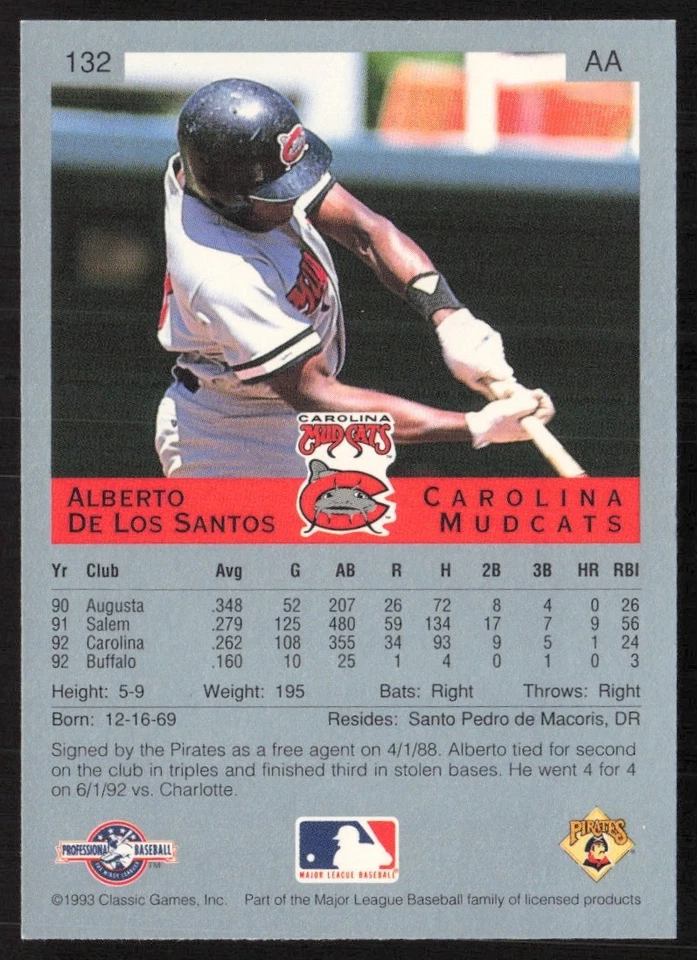 132
AA
CAROLINA
MUDCATS
ALBERTO
DE LOS SANTOS
CAROLINA
MUDCATS
Yr Club Avg G AB R H 2B 3B HR RBI
90 Augusta .348 52 207 26 72 8 4 0 26
91 Salem .279 125 480 59 134 17 7 9 56
92 Carolina .262 108 355 34 93 9 5 1 24
92 Buffalo .160 10 25 1 4 0 1 0 3
Height: 5-9 Weight: 195 Bats: Right Throws: Right
Born: 12-16-69 Resides: Santo Pedro de Macoris, DR
Signed by the Pirates as a free agent on 4/1/88. Alberto tied for second
on the club in triples and finished third in stolen bases. He went 4 for 4
on 6/1/92 vs. Charlotte.
PROFESSIONAL BASEBALL
THE MINOR LEAGUES
TM
MAJOR LEAGUE BASEBALL
PIRATES
©1993 Classic Games, Inc. Part of the Major League Baseball family of licensed products